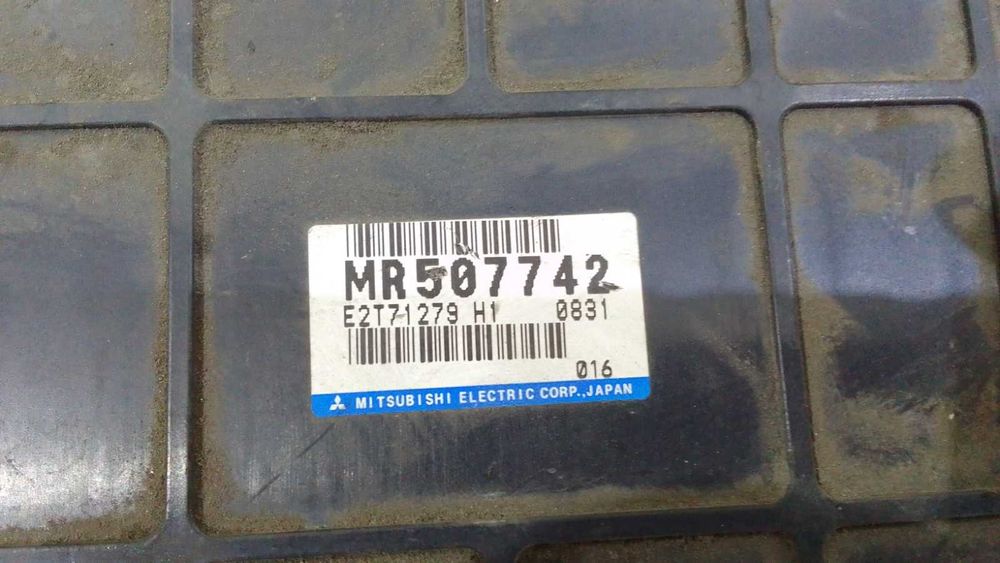 MR507742
E2T71279 H1 0831
016
MITSUBISHI ELECTRIC CORP.,JAPAN